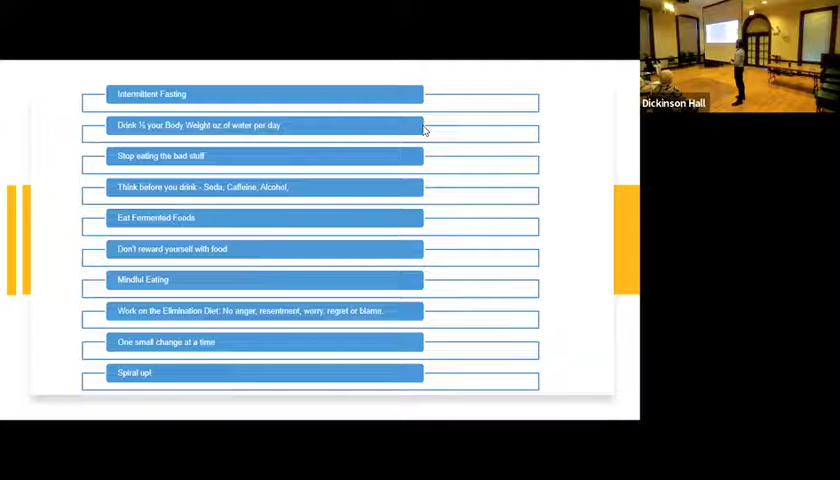 Intermittent Fasting
Drink ½ your Body Weight oz of water per day
Stop eating the bad stuff
Think before you drink - Soda, Caffeine, Alcohol,
Eat Fermented Foods
Don't reward yourself with food
Mindful Eating
Work on the Elimination Diet: No anger, resentment, worry, regret or blame.
One small change at a time
Spiral up!
Dickinson Hall